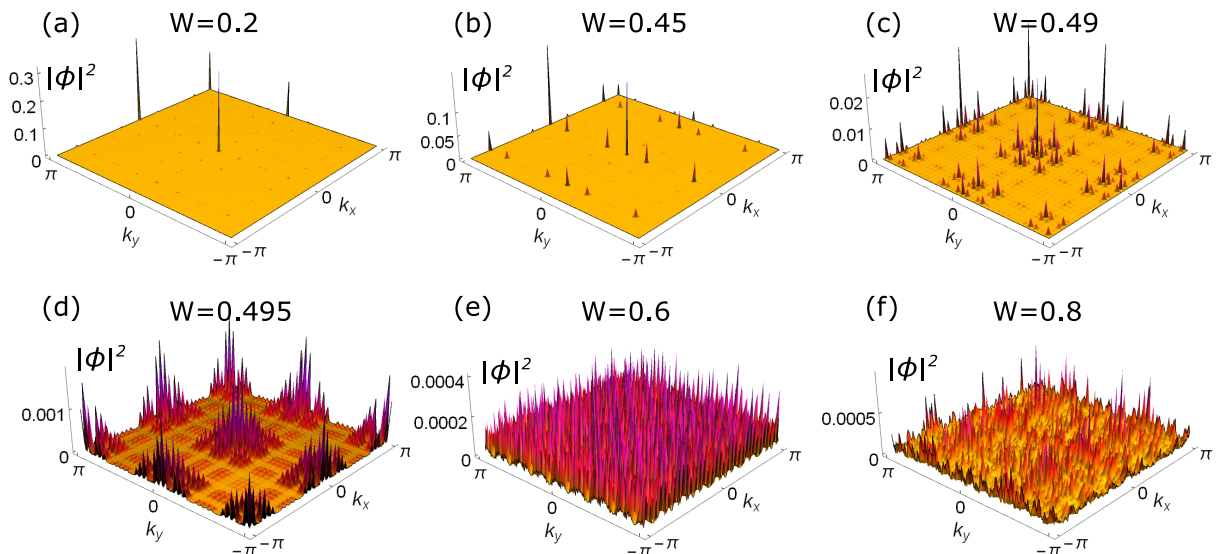 (a) W=0.2
|ϕ|²
0.3
0.2
0.1
0
π
0
k_y
-π
-π
0
k_x
π
(b) W=0.45
|ϕ|²
0.1
0.05
0
π
0
k_y
-π
-π
0
k_x
π
(c) W=0.49
|ϕ|²
0.02
0.01
0
π
0
k_y
-π
-π
0
k_x
π
(d) W=0.495
|ϕ|²
0.001
0
π
0
k_y
-π
-π
0
k_x
π
(e) W=0.6
|ϕ|²
0.0004
0.0002
0
π
0
k_y
-π
-π
0
k_x
π
(f) W=0.8
|ϕ|²
0.0005
0
π
0
k_y
-π
-π
0
k_x
π